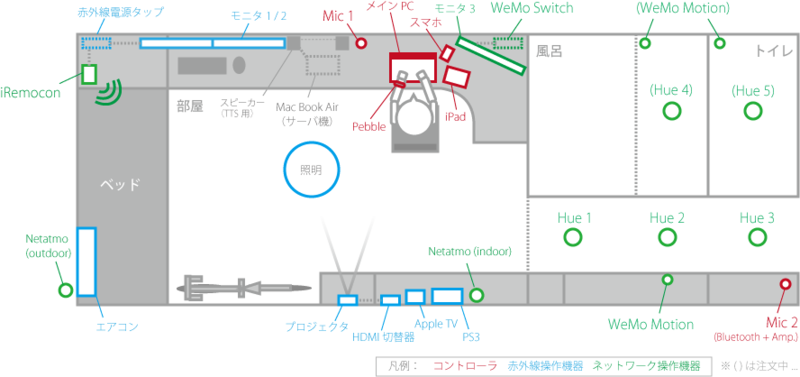 赤外線電源タップ
モニタ 1 / 2
Mic 1
メイン PC
スマホ
モニタ 3
WeMo Switch
(WeMo Motion)
風呂
トイレ
iRemocon
部屋
スピーカー
（TTS 用）
Mac Book Air
（サーバ機）
Pebble
iPad
(Hue 4)
(Hue 5)
ベッド
照明
Hue 1
Hue 2
Hue 3
Netatmo
(outdoor)
Netatmo (indoor)
エアコン
プロジェクタ
HDMI 切替器
Apple TV
PS3
WeMo Motion
Mic 2
(Bluetooth + Amp.)
凡例： コントローラ 赤外線操作機器 ネットワーク操作機器
※ ( ) は注文中 ...